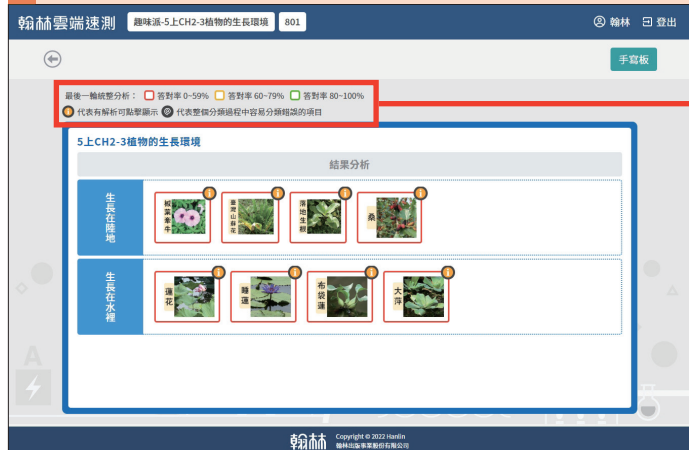 翰林雲端速測 趣味派-5上CH2-3植物的生長環境 801 翰林 登出
手寫板
最後一輪統整分析： 答對率 0~59% 答對率 60~79% 答對率 80~100%
代表有解析可點擊顯示 代表整個分類過程中容易分類錯誤的項目
5上CH2-3植物的生長環境
結果分析
生長在陸地
槭葉牽牛
臺灣山蘇花
落地生根
桑
生長在水裡
蓮花
睡蓮
布袋蓮
大萍
翰林 Copyright © 2022 Hanlin
翰林出版事業股份有限公司